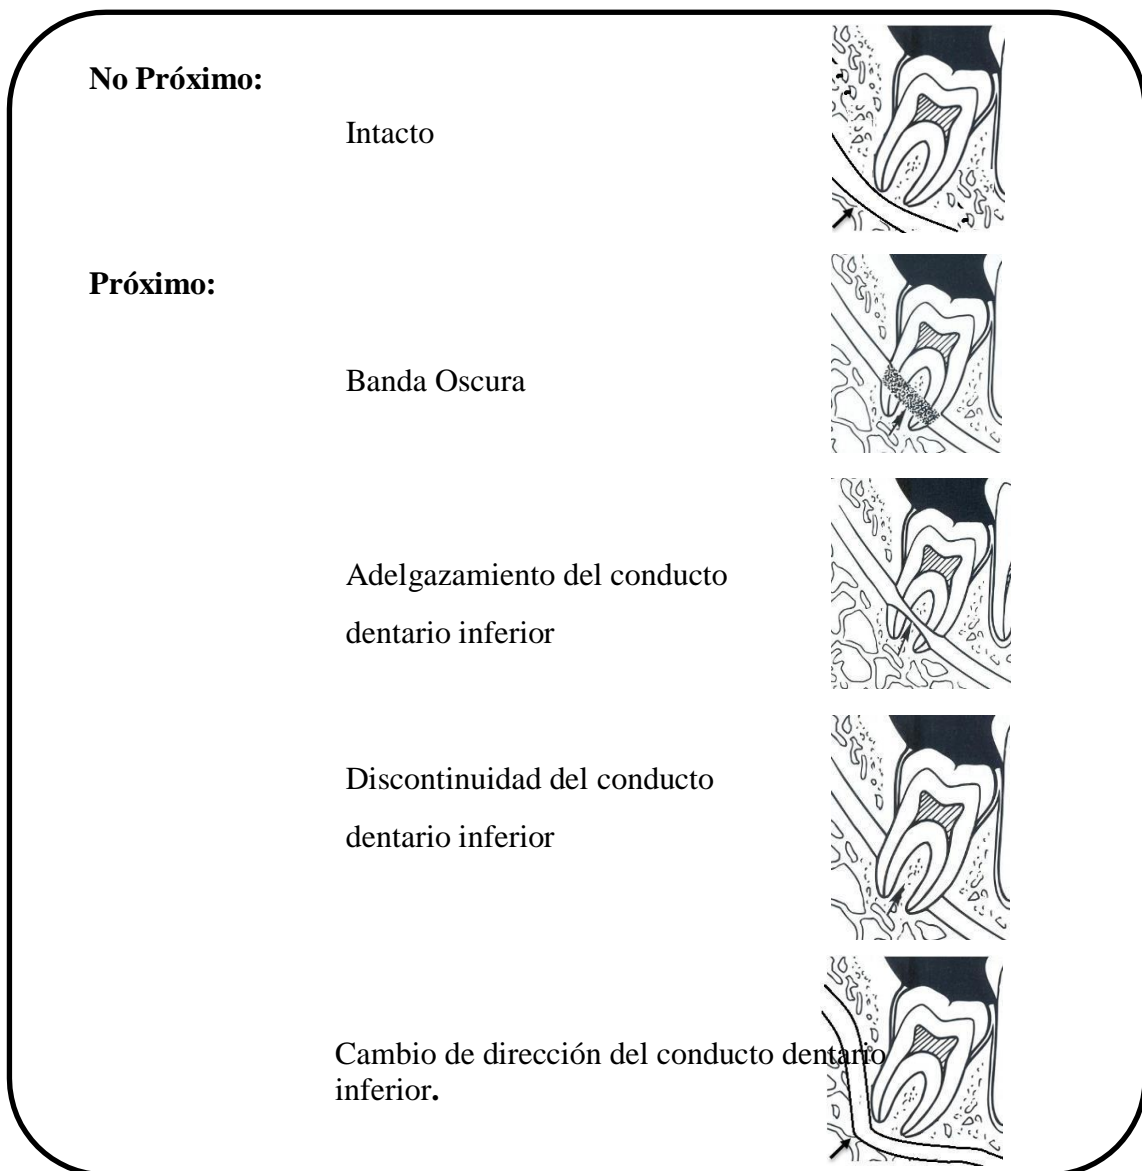 No Próximo:
Intacto
Próximo:
Banda Oscura
Adelgazamiento del conducto
dentario inferior
Discontinuidad del conducto
dentario inferior
Cambio de dirección del conducto dentario
inferior.